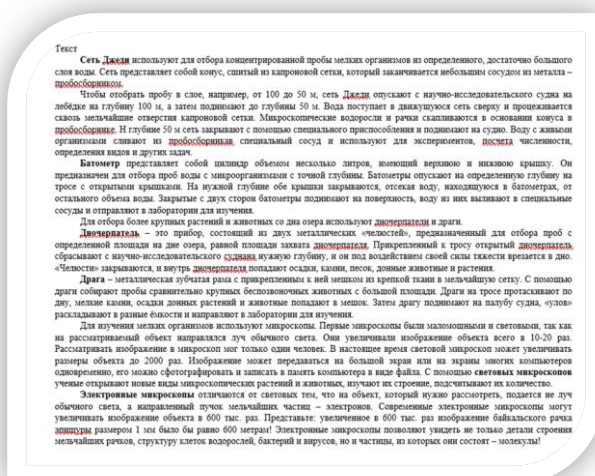 Текст
Сеть Джеди используют для отбора концентрированной пробы мелких организмов из определенного, достаточно большого
слоя воды. Сеть представляет собой конус, сшитый из капроновой сетки, который заканчивается небольшим сосудом из металла –
пробосборником.
Чтобы отобрать пробу в слое, например, от 100 до 50 м, сеть Джеди опускают с научно-исследовательского судна на
лебёдке на глубину 100 м, а затем поднимают до глубины 50 м. Вода поступает в движущуюся сеть сверху и процеживается
сквозь мельчайшие отверстия капроновой сетки. Микроскопические водоросли и рачки скапливаются в основании конуса в
пробосборнике. Н глубине 50 м сеть закрывают с помощью специального приспособления и поднимают на судно. Воду с живыми
организмами сливают из пробосборникав специальный сосуд и используют для экспериментов, посчета численности,
определения видов и других задач.
Батометр представляет собой цилиндр объемом несколько литров, имеющий верхнюю и нижнюю крышку. Он
предназначен для отбора проб воды с микроорганизмами с точной глубины. Батометры опускают на определенную глубину на
тросе с открытыми крышками. На нужной глубине обе крышки закрываются, отсекая воду, находящуюся в батометрах, от
остального объема воды. Закрытые с двух сторон батометры поднимают на поверхность, воду из них выливают в специальные
сосуды и отправляют в лаборатории для изучения.
Для отбора более крупных растений и животных со дна озера используют дночерпатели и драги.
Дночерпатель – это прибор, состоящий из двух металлических «челюстей», предназначенный для отбора проб с
определенной площади на дне озера, равной площади захвата дночерпателя. Прикрепленный к тросу открытый дночерпатель
сбрасывают с научно-исследовательского суднана нужную глубину, и он под воздействием своей силы тяжести врезается в дно.
«Челюсти» закрываются, и внутрь дночерпателя попадают осадки, камни, песок, донные животные и растения.
Драга – металлическая зубчатая рама с прикрепленным к ней мешком из крепкой ткани в мельчайшую сетку. С помощью
драги собирают пробы сравнительно крупных беспозвоночных животных с большой площади. Драги на тросе протаскивают по
дну, мелкие камни, осадки донных растений и животные попадают в мешок. Затем драгу поднимают на палубу судна, «улов»
раскладывают в разные ёмкости и направляют в лаборатории для изучения.
Для изучения мелких организмов используют микроскопы. Первые микроскопы были маломощными и световыми, так как
на рассматриваемый объект направлялся луч обычного света. Они увеличивали изображение объекта всего в 10-20 раз.
Рассматривать изображение в микроскоп мог только один человек. В настоящее время световой микроскоп может увеличивать
размеры объекта до 2000 раз. Изображение может передаваться на большой экран или на экраны многих компьютеров
одновременно, его можно сфотографировать и записать в память компьютера в виде файла. С помощью световых микроскопов
ученые открывают новые виды микроскопических растений и животных, изучают их строение, подсчитывают их количество.
Электронные микроскопы отличаются от световых тем, что на объект, который нужно рассмотреть, подается не луч
обычного света, а направленный пучок мельчайших частиц – электронов. Современные электронные микроскопы могут
увеличивать изображение объекта в 600 тыс. раз. Представьте: увеличенное в 600 тыс. раз изображение байкальского рачка
эпишуры размером 1 мм было бы равно 600 метрам! Электронные микроскопы позволяют увидеть не только детали строения
мельчайших рачков, структуру клеток водорослей, бактерий и вирусов, но и частицы, из которых они состоят – молекулы!